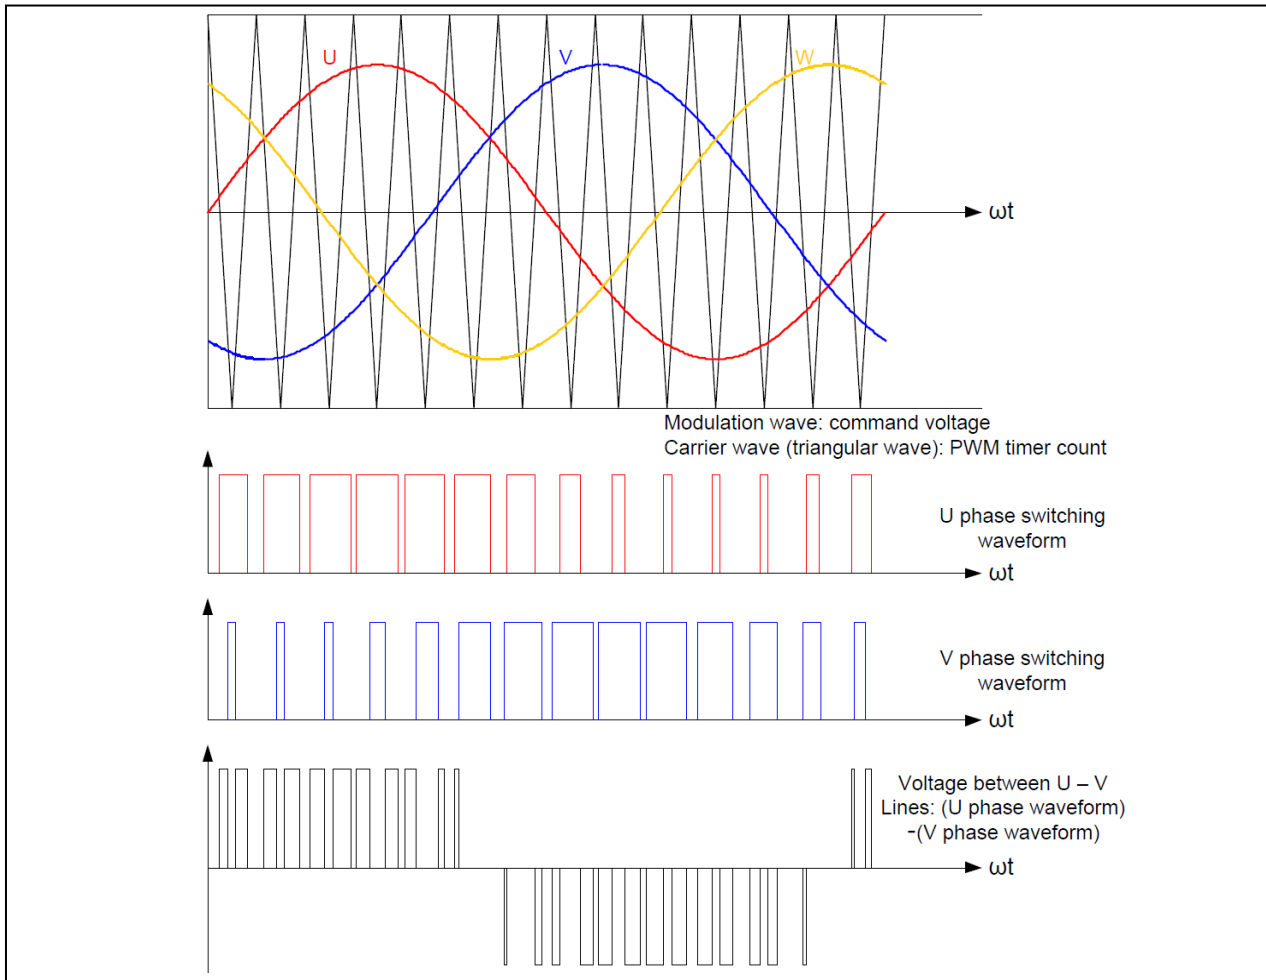 U
V
W
ωt
Modulation wave: command voltage
Carrier wave (triangular wave): PWM timer count
U phase switching
waveform
ωt
V phase switching
waveform
ωt
Voltage between U – V
Lines: (U phase waveform)
-(V phase waveform)
ωt